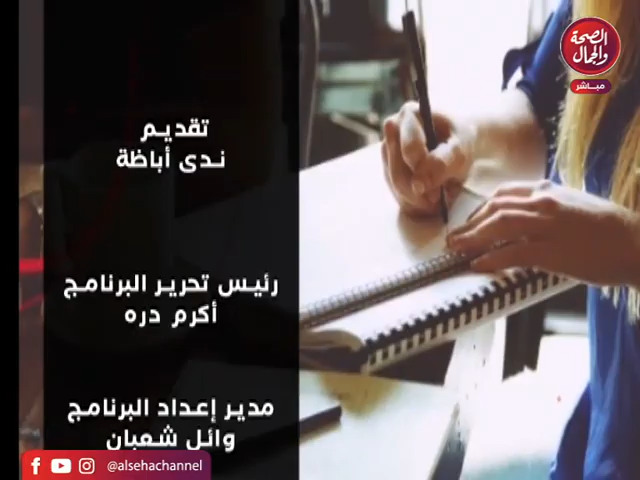 الصحة
والجمال
مباشر
تقديم
ندى أباظة
رئيس تحرير البرنامج
أكرم دره
مدير إعداد البرنامج
وائل شعبان
@alsehachannel